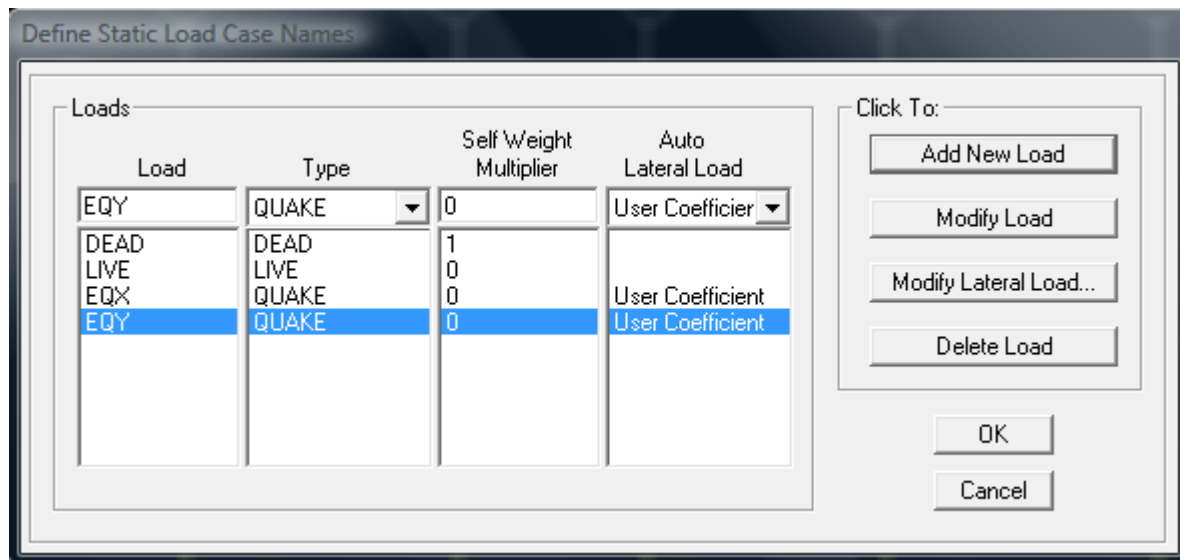 Define Static Load Case Names
Loads
Load Type Self Weight Multiplier Auto Lateral Load
EQY QUAKE 0 User Coefficier
DEAD DEAD 1
LIVE LIVE 0
EQX QUAKE 0 User Coefficient
EQY QUAKE 0 User Coefficient
Click To:
Add New Load
Modify Load
Modify Lateral Load...
Delete Load
OK
Cancel